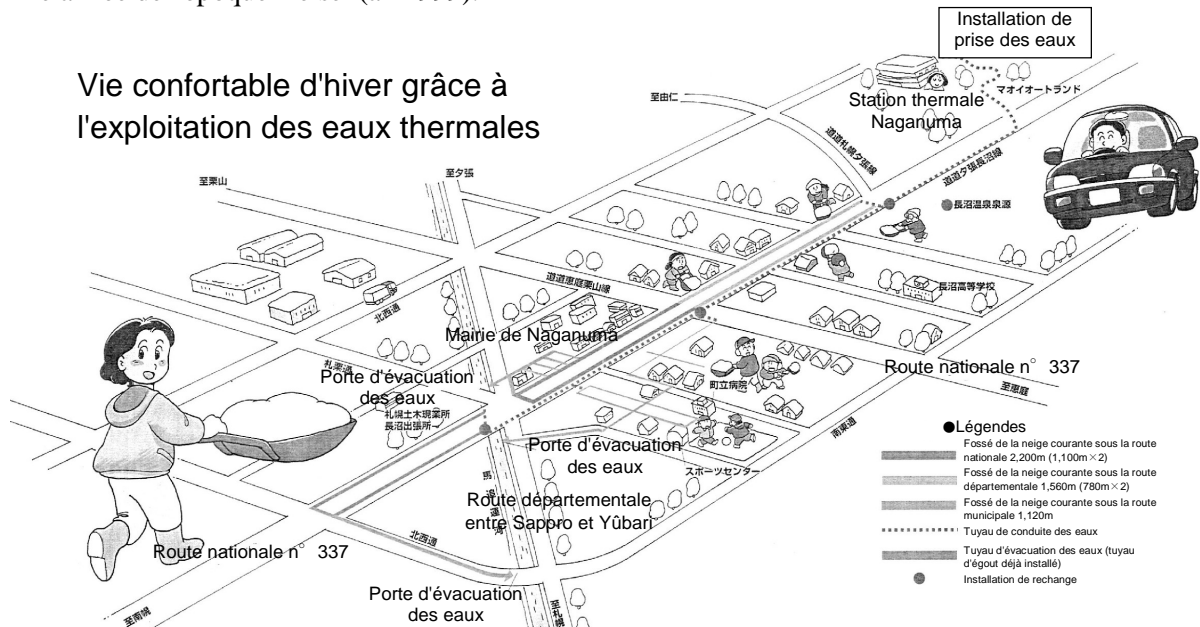 Installation de
prise des eaux
Vie confortable d'hiver grâce à
l'exploitation des eaux thermales
至由仁
Station thermale
Naganuma
マオイオートランド
道道札幌夕張線
道道夕張長沼線
至夕張
至栗山
長沼温泉泉源
道道恵庭栗山線
長沼高等学校
北西通
Mairie de Naganuma
札栗通
Porte d'évacuation
des eaux
札幌土木現業所
長沼出張所
町立病院
Route nationale n° 337
至恵庭
南東通
Porte d'évacuation
des eaux
スポーツセンター
Route départementale
entre Sappro et Yûbari
北西通
Route nationale n° 337
Porte d'évacuation
des eaux
至南幌
至札幌
●Légendes
Fossé de la neige courante sous la route
nationale 2,200m (1,100m×2)
Fossé de la neige courante sous la route
départementale 1,560m (780m×2)
Fossé de la neige courante sous la route
municipale 1,120m
Tuyau de conduite des eaux
Tuyau d'évacuation des eaux (tuyau
d'égout déjà installé)
Installation de rechange